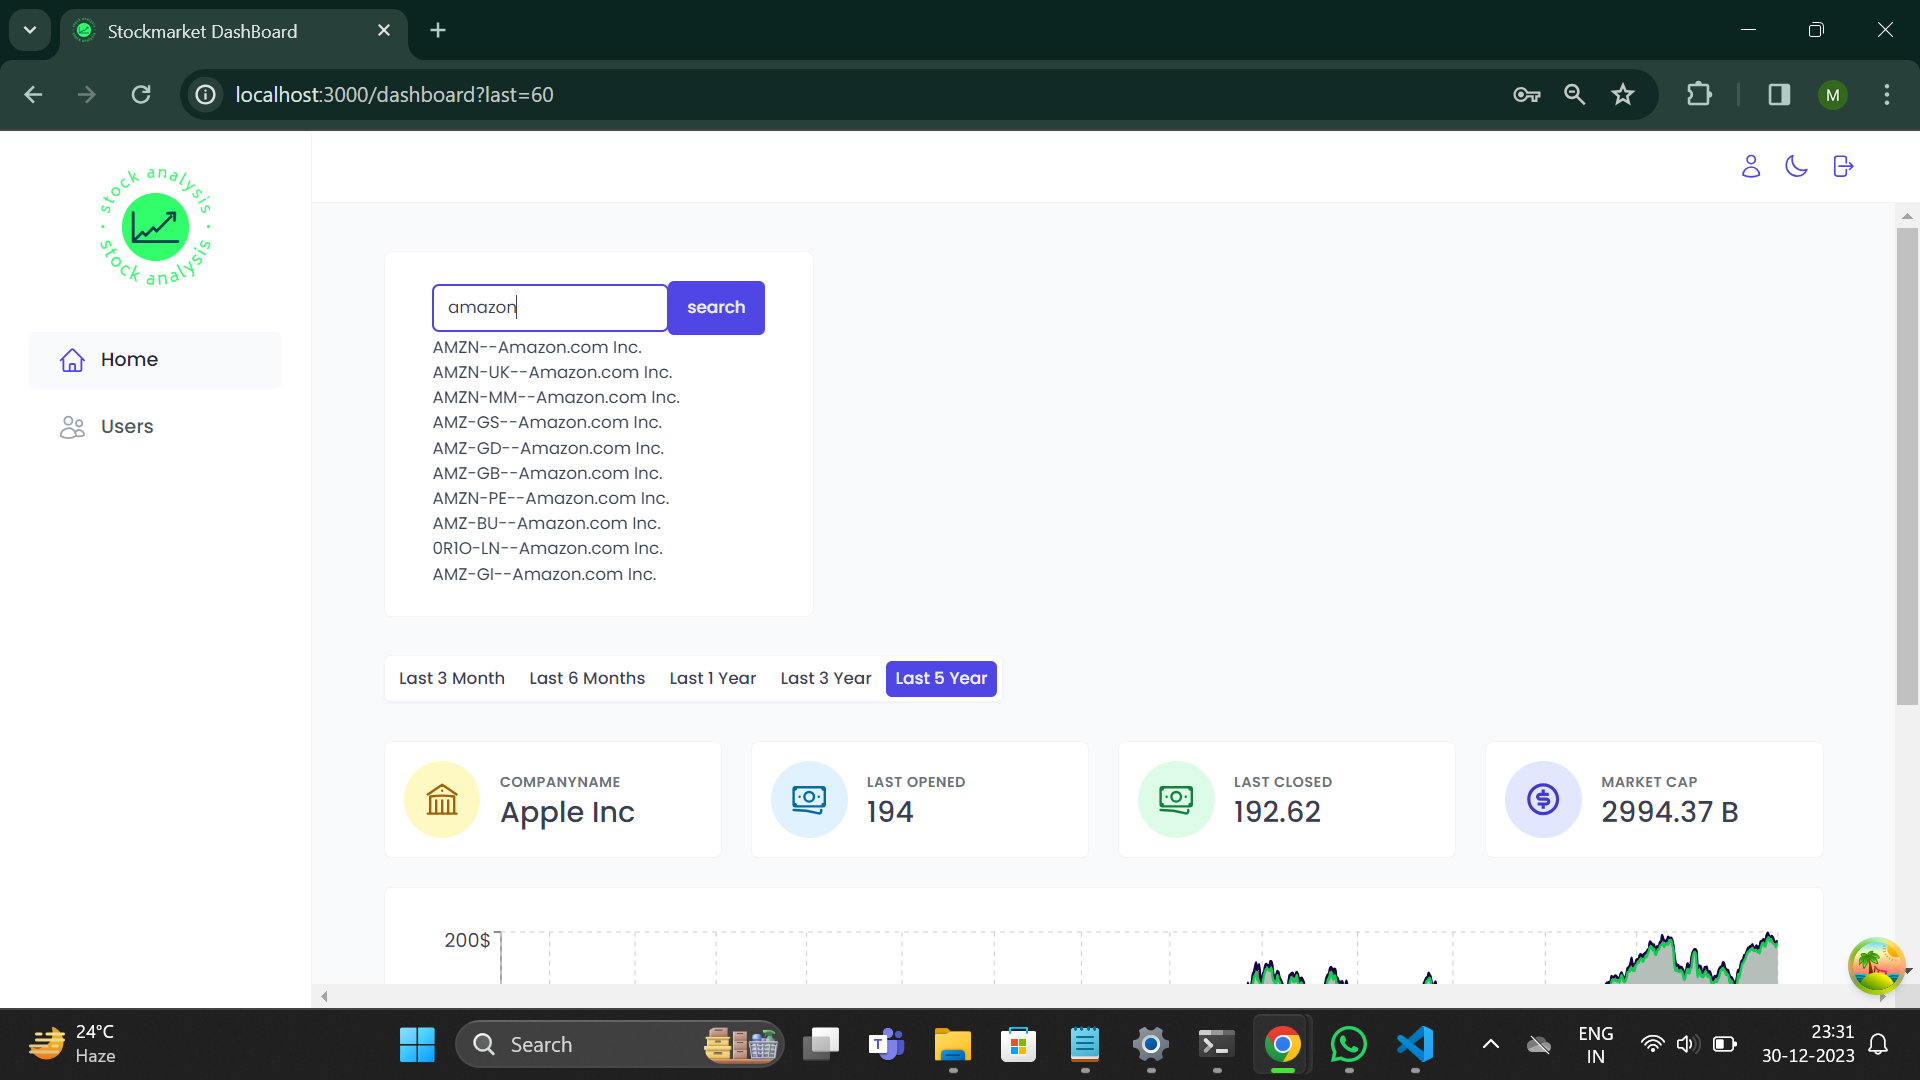 Stockmarket DashBoard
localhost:3000/dashboard?last=60
M
stock analysis · stock analysis ·
Home
Users
amazon
search
AMZN--Amazon.com Inc.
AMZN-UK--Amazon.com Inc.
AMZN-MM--Amazon.com Inc.
AMZ-GS--Amazon.com Inc.
AMZ-GD--Amazon.com Inc.
AMZ-GB--Amazon.com Inc.
AMZN-PE--Amazon.com Inc.
AMZ-BU--Amazon.com Inc.
0R1O-LN--Amazon.com Inc.
AMZ-GI--Amazon.com Inc.
Last 3 Month Last 6 Months Last 1 Year Last 3 Year Last 5 Year
COMPANYNAME
Apple Inc
LAST OPENED
194
LAST CLOSED
192.62
MARKET CAP
2994.37 B
200$
24°C
Haze
Search
T
ENG
IN
23:31
30-12-2023